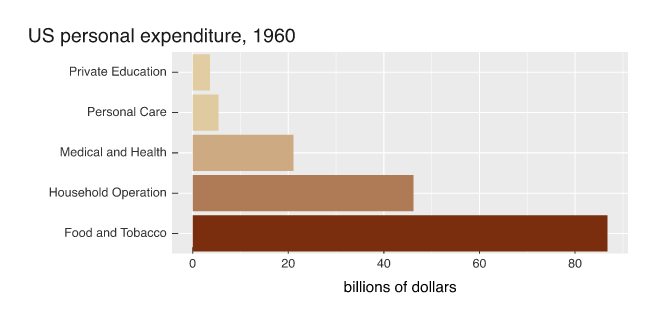 US personal expenditure, 1960
Private Education
Personal Care
Medical and Health
Household Operation
Food and Tobacco
0 20 40 60 80
billions of dollars